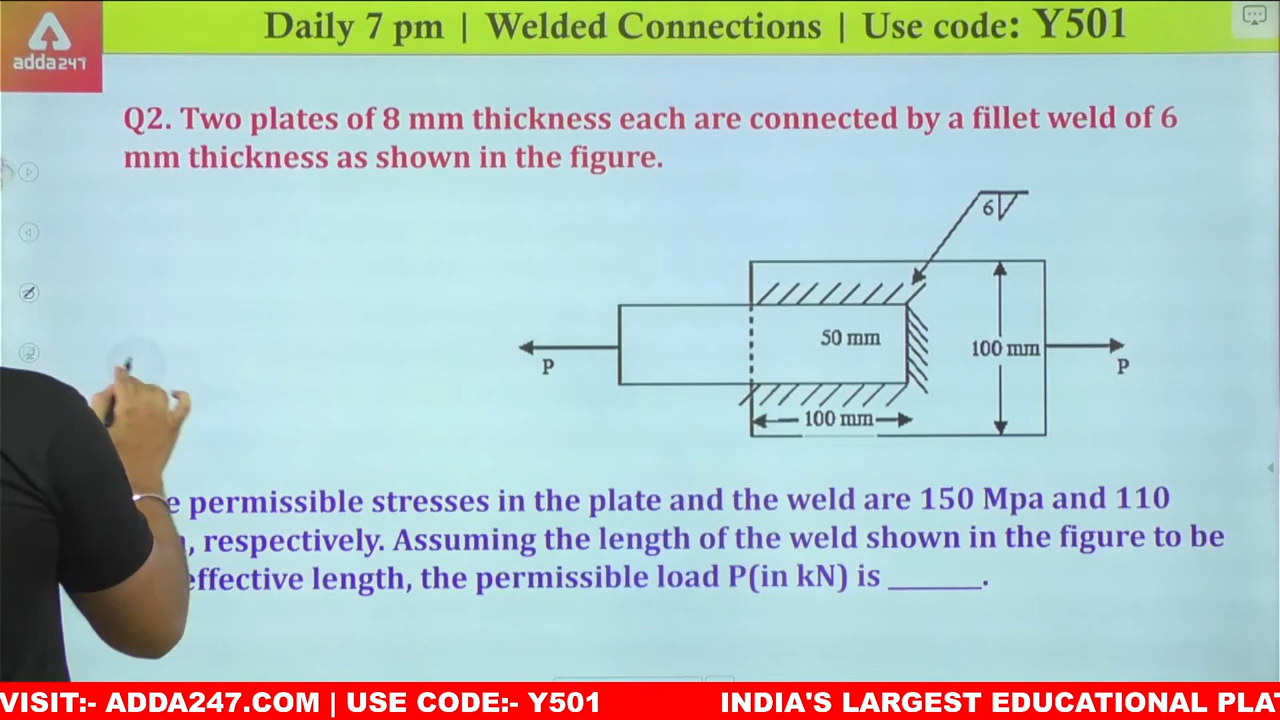 Daily 7 pm | Welded Connections | Use code: Y501
adda247
Q2. Two plates of 8 mm thickness each are connected by a fillet weld of 6
mm thickness as shown in the figure.
6
50 mm
100 mm
P
P
100 mm
permissible stresses in the plate and the weld are 150 Mpa and 110
, respectively. Assuming the length of the weld shown in the figure to be
effective length, the permissible load P(in kN) is ______.
VISIT:- ADDA247.COM | USE CODE:- Y501 INDIA'S LARGEST EDUCATIONAL